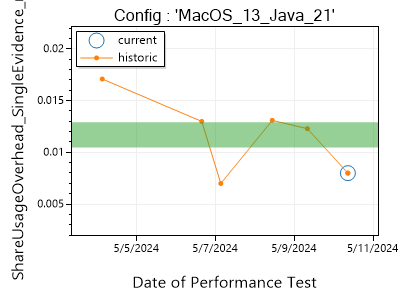 Config : 'MacOS_13_Java_21'
ShareUsageOverhead_SingleEvidence_
current
historic
0.02
0.015
0.01
0.005
5/5/2024
5/7/2024
5/9/2024
5/11/2024
Date of Performance Test